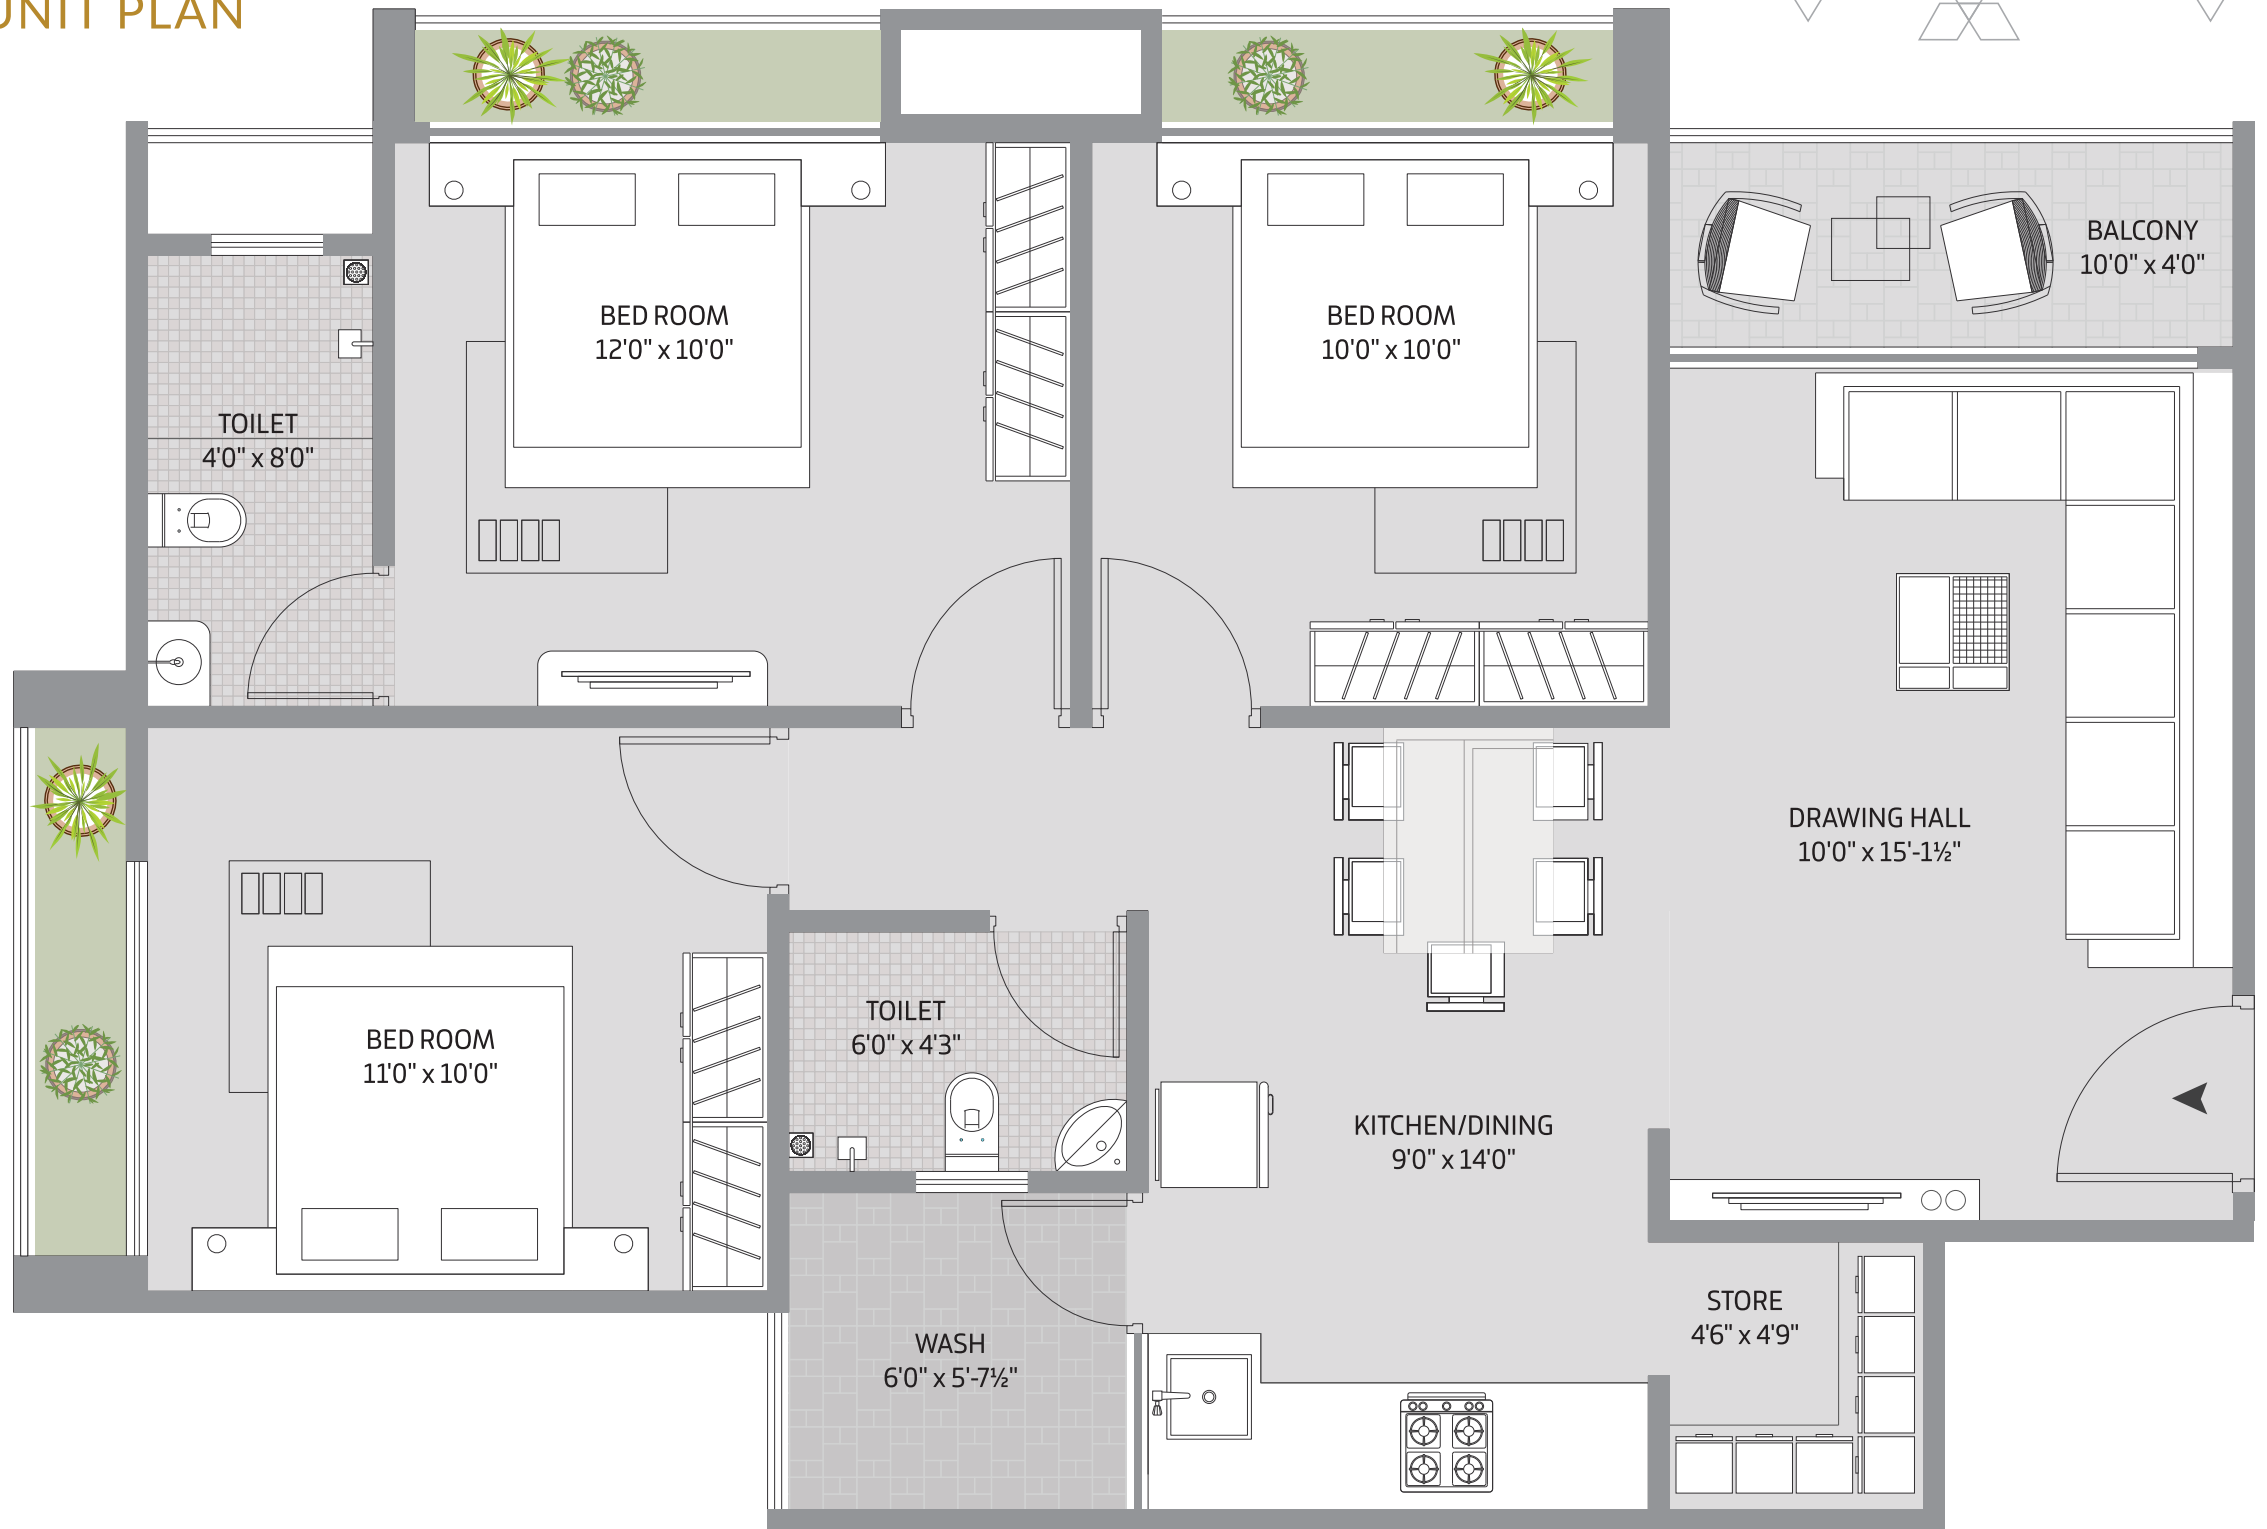 UNIT PLAN
BALCONY
10'0" x 4'0"
BED ROOM
12'0" x 10'0"
BED ROOM
10'0" x 10'0"
TOILET
4'0" x 8'0"
DRAWING HALL
10'0" x 15'-1½"
TOILET
6'0" x 4'3"
BED ROOM
11'0" x 10'0"
KITCHEN/DINING
9'0" x 14'0"
STORE
4'6" x 4'9"
WASH
6'0" x 5'-7½"